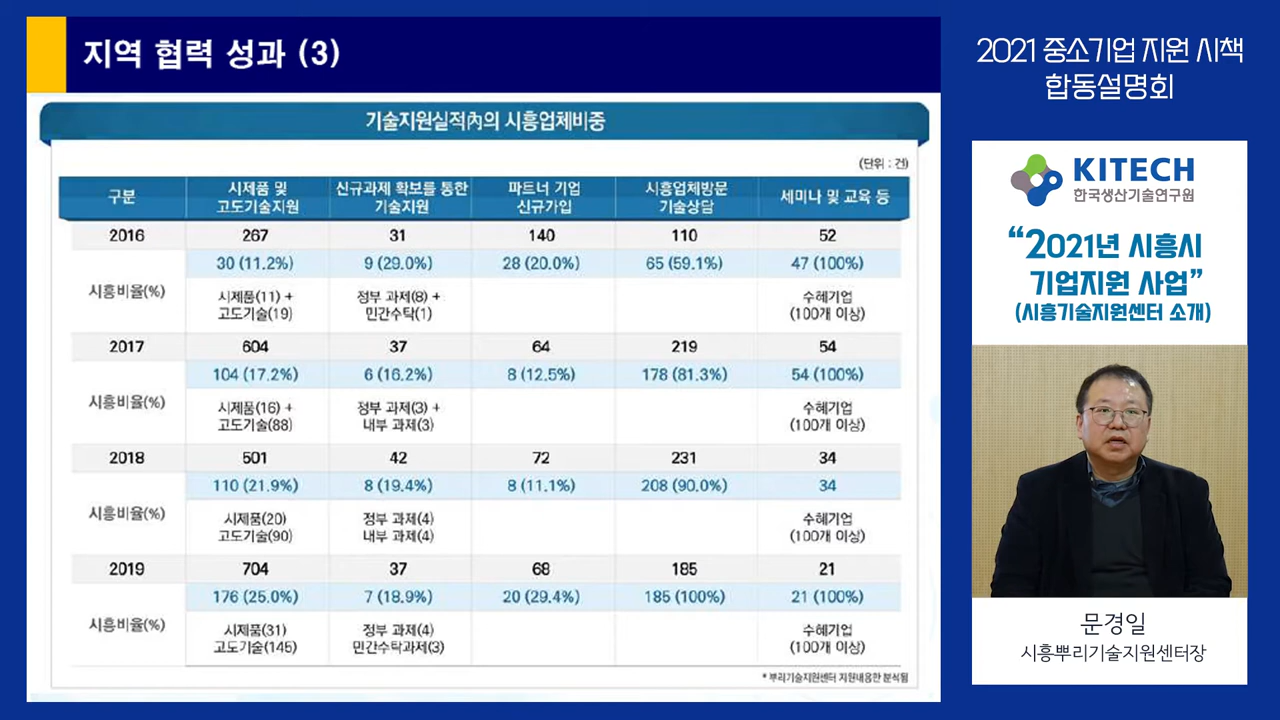 지역 협력 성과 (3)
기술지원실적內의 시흥업체비중
(단위 : 건)
구분
시제품 및
고도기술지원
신규과제 확보를 통한
기술지원
파트너 기업
신규가입
시흥업체방문
기술상담
세미나 및 교육 등
2016 267 31 140 110 52
시흥비율(%)
30 (11.2%) 9 (29.0%) 28 (20.0%) 65 (59.1%) 47 (100%)
시제품(11) +
고도기술(19)
정부 과제(8) +
민간수탁(1)
수혜기업
(100개 이상)
2017 604 37 64 219 54
시흥비율(%)
104 (17.2%) 6 (16.2%) 8 (12.5%) 178 (81.3%) 54 (100%)
시제품(16) +
고도기술(88)
정부 과제(3) +
내부 과제(3)
수혜기업
(100개 이상)
2018 501 42 72 231 34
시흥비율(%)
110 (21.9%) 8 (19.4%) 8 (11.1%) 208 (90.0%) 34
시제품(20)
고도기술(90)
정부 과제(4)
내부 과제(4)
수혜기업
(100개 이상)
2019 704 37 68 185 21
시흥비율(%)
176 (25.0%) 7 (18.9%) 20 (29.4%) 185 (100%) 21 (100%)
시제품(31)
고도기술(145)
정부 과제(4)
민간수탁과제(3)
수혜기업
(100개 이상)
* 뿌리기술지원센터 지원내용만 분석됨
2021 중소기업 지원 시책
합동설명회
KITECH
한국생산기술연구원
“2021년 시흥시
기업지원 사업”
(시흥기술지원센터 소개)
문경일
시흥뿌리기술지원센터장